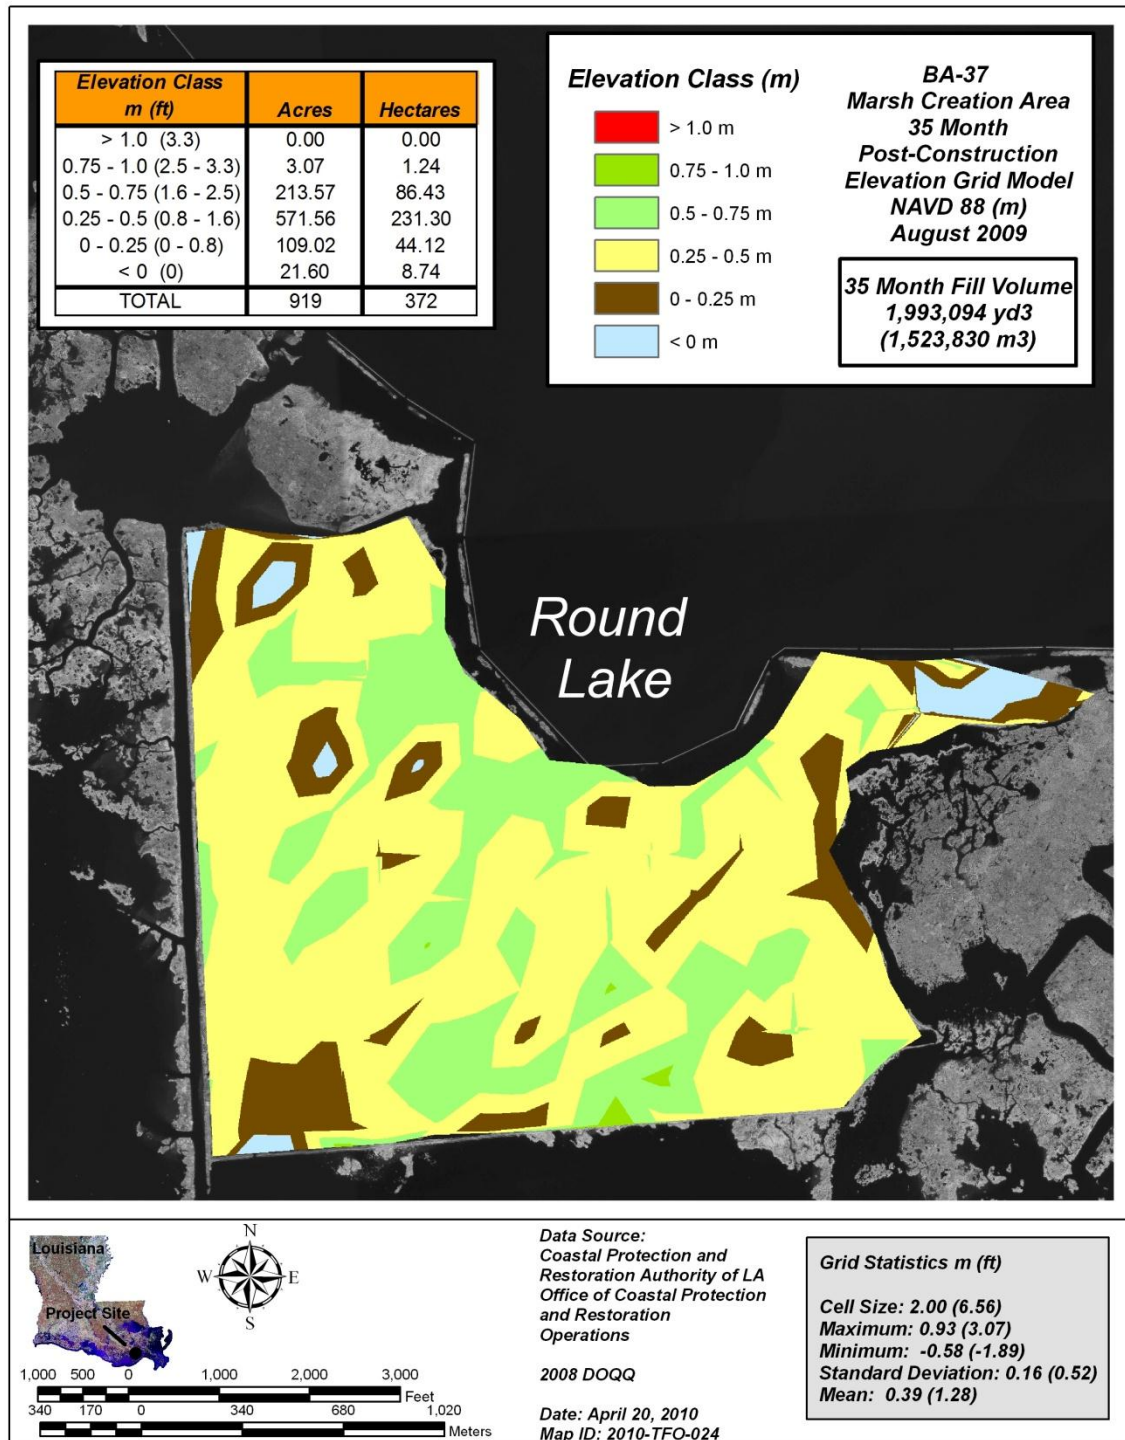 Elevation Class m (ft) Acres Hectares
> 1.0 (3.3) 0.00 0.00
0.75 - 1.0 (2.5 - 3.3) 3.07 1.24
0.5 - 0.75 (1.6 - 2.5) 213.57 86.43
0.25 - 0.5 (0.8 - 1.6) 571.56 231.30
0 - 0.25 (0 - 0.8) 109.02 44.12
< 0 (0) 21.60 8.74
TOTAL 919 372
Elevation Class (m)
> 1.0 m
0.75 - 1.0 m
0.5 - 0.75 m
0.25 - 0.5 m
0 - 0.25 m
< 0 m
BA-37
Marsh Creation Area
35 Month
Post-Construction
Elevation Grid Model
NAVD 88 (m)
August 2009
35 Month Fill Volume
1,993,094 yd3
(1,523,830 m3)
Round
Lake
Louisiana
Project Site
N
W E
S
1,000 500 0 1,000 2,000 3,000
Feet
340 170 0 340 680 1,020
Meters
Data Source:
Coastal Protection and
Restoration Authority of LA
Office of Coastal Protection
and Restoration
Operations
2008 DOQQ
Date: April 20, 2010
Map ID: 2010-TFO-024
Grid Statistics m (ft)
Cell Size: 2.00 (6.56)
Maximum: 0.93 (3.07)
Minimum: -0.58 (-1.89)
Standard Deviation: 0.16 (0.52)
Mean: 0.39 (1.28)